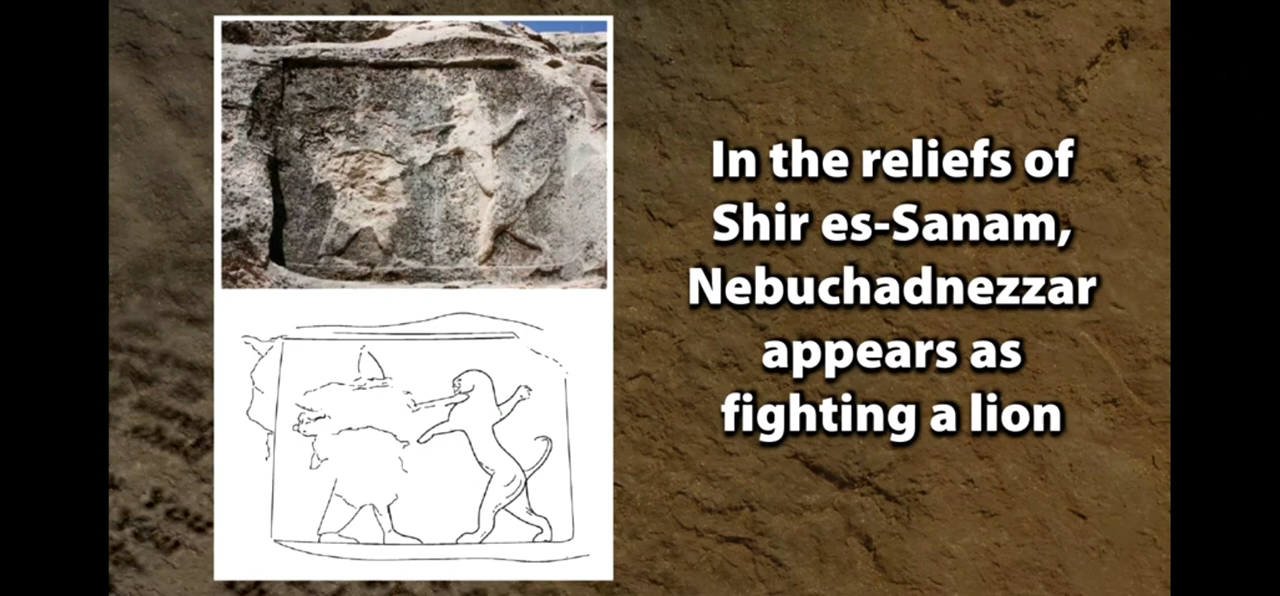 In the reliefs of
Shir es-Sanam,
Nebuchadnezzar
appears as
fighting a lion